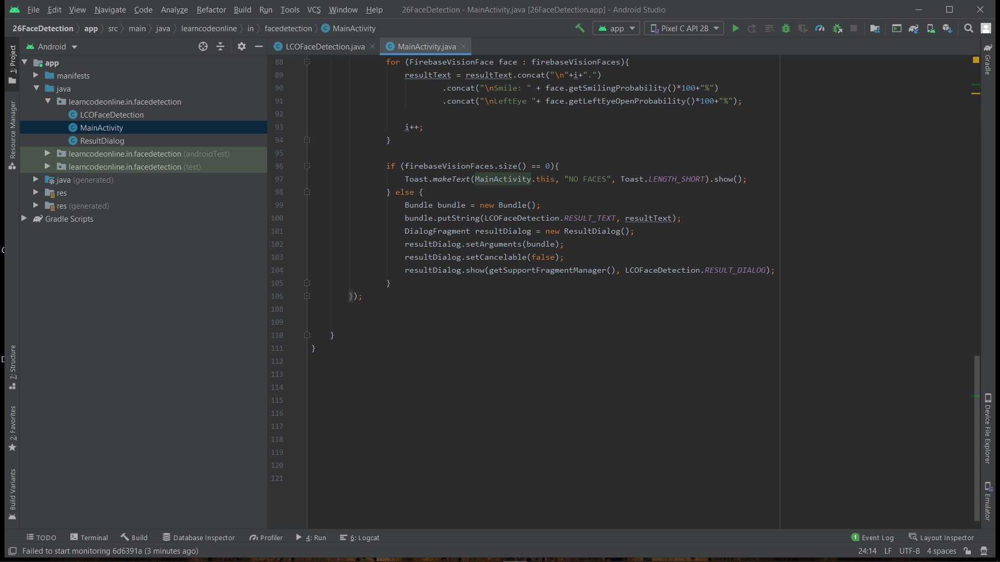 File Edit View Navigate Code Analyze Refactor Build Run Tools VCS Window Help 26FaceDetection - MainActivity.java [26FaceDetection.app] - Android Studio
26FaceDetection app src main java learncodeonline in facedetection MainActivity app Pixel C API 28
Android LCOFaceDetection.java MainActivity.java
1: Project
Resource Manager
7: Structure
2: Favorites
Build Variants
app
manifests
java
learncodeonline.in.facedetection
LCOFaceDetection
MainActivity
ResultDialog
learncodeonline.in.facedetection (androidTest)
learncodeonline.in.facedetection (test)
java (generated)
res
res (generated)
Gradle Scripts
88 for (FirebaseVisionFace face : firebaseVisionFaces){
89 resultText = resultText.concat("\n"+i+".")
90 .concat("\nSmile: " + face.getSmilingProbability()*100+"%")
91 .concat("\nLeftEye "+ face.getLeftEyeOpenProbability()*100+"%");
92
93 i++;
94 }
95
96 if (firebaseVisionFaces.size() == 0){
97 Toast.makeText(MainActivity.this, "NO FACES", Toast.LENGTH_SHORT).show();
98 } else {
99 Bundle bundle = new Bundle();
100 bundle.putString(LCOFaceDetection.RESULT_TEXT, resultText);
101 DialogFragment resultDialog = new ResultDialog();
102 resultDialog.setArguments(bundle);
103 resultDialog.setCancelable(false);
104 resultDialog.show(getSupportFragmentManager(), LCOFaceDetection.RESULT_DIALOG);
105 }
106 });
108
109
110 }
111 }
112
113
114
115
116
117
118
119
120
121
Gradle
Device File Explorer
Emulator
TODO Terminal Build Database Inspector Profiler 4: Run 6: Logcat 1 Event Log Layout Inspector
Failed to start monitoring 6d6391a (3 minutes ago) 24:14 LF UTF-8 4 spaces